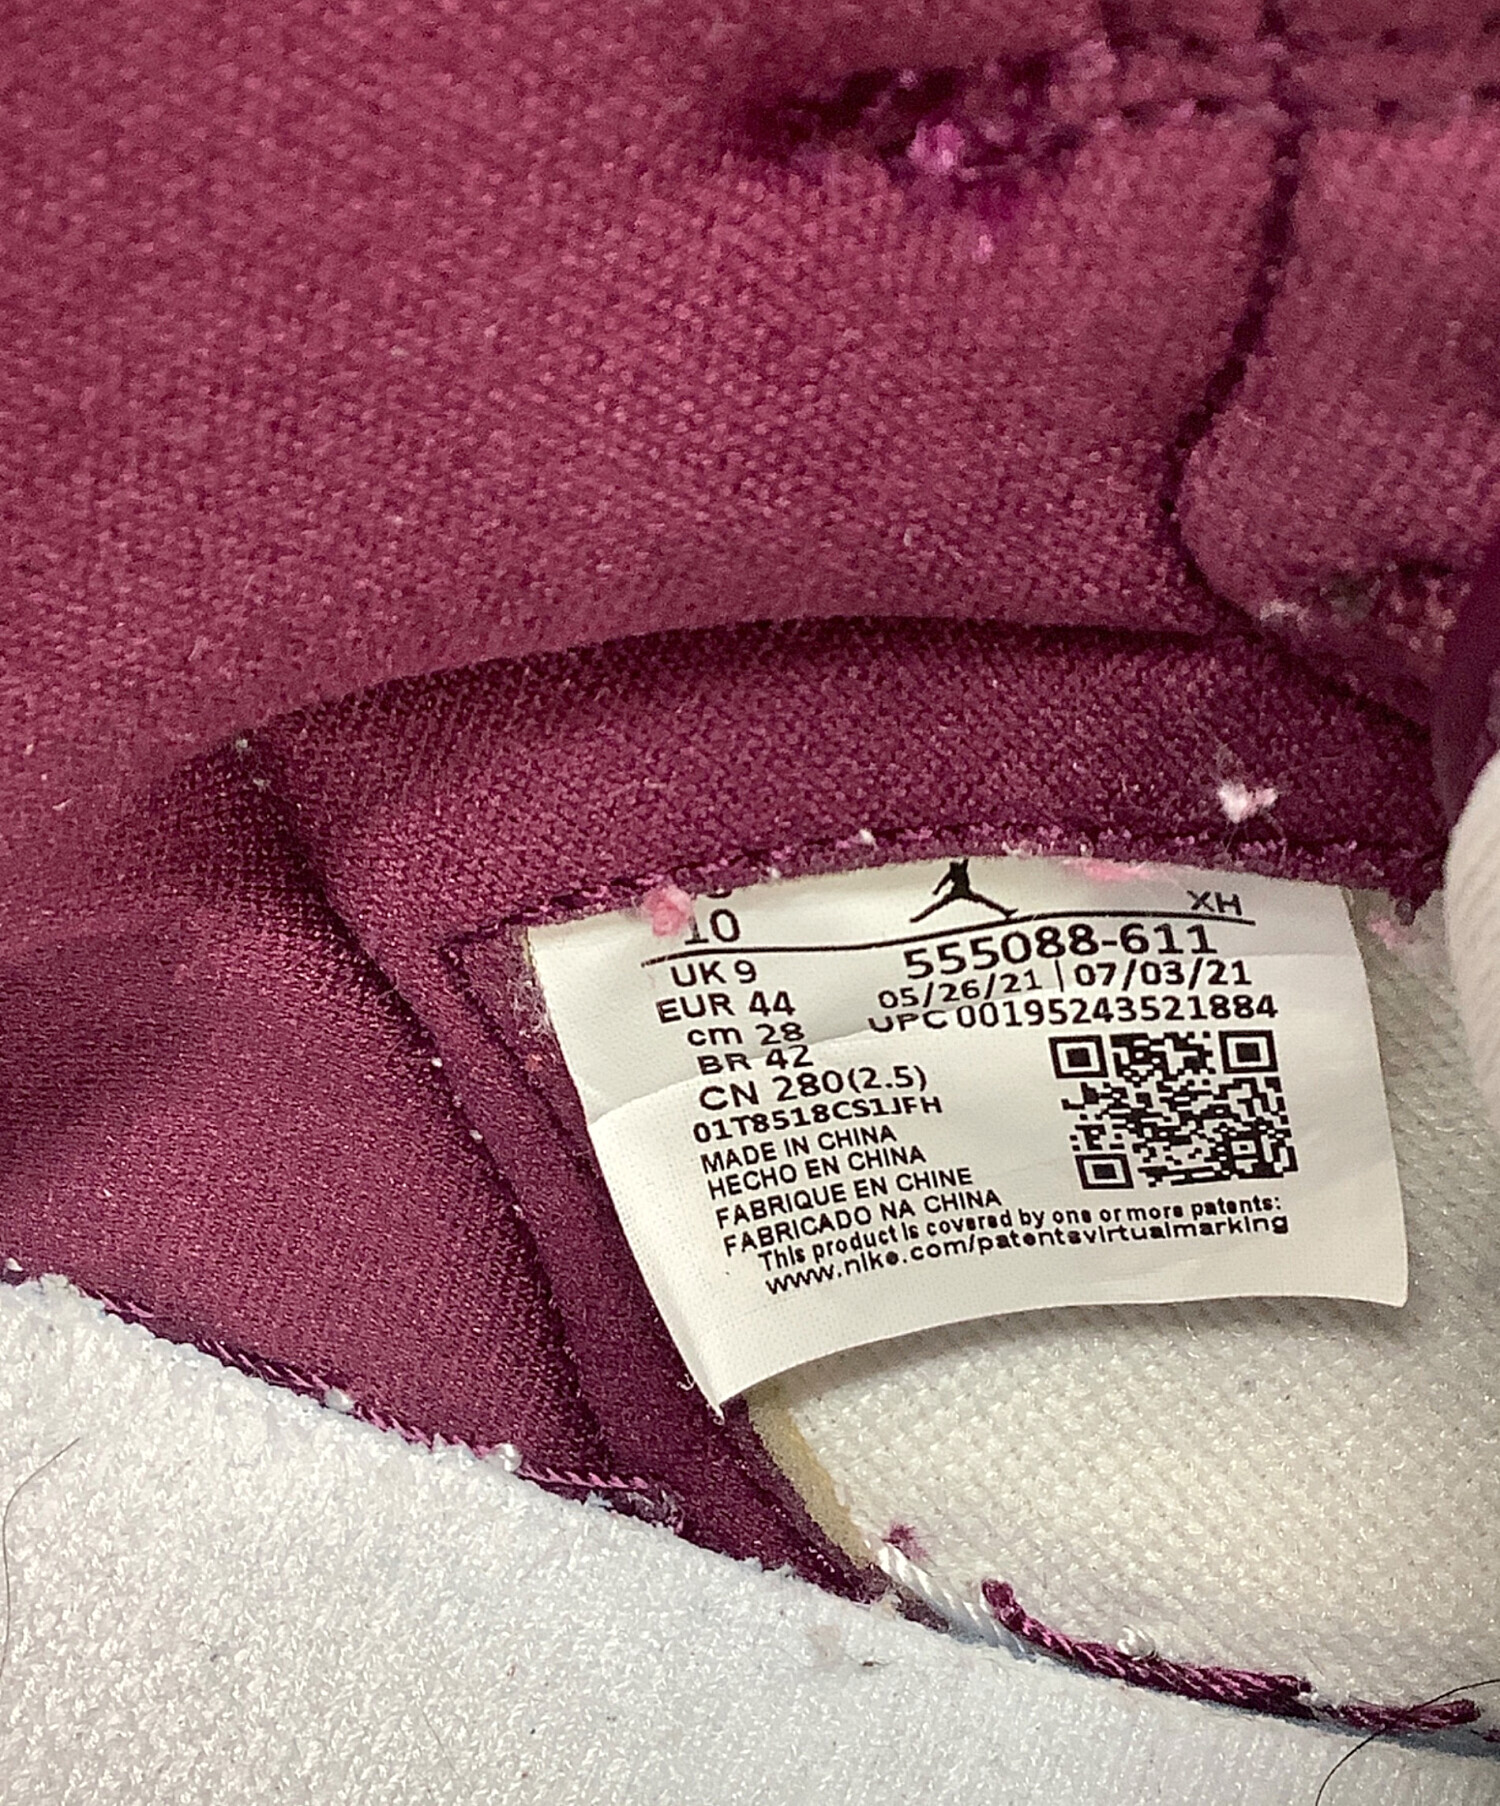 10
XH
UK 9
555088-611
EUR 44
05/26/21 | 07/03/21
cm 28
UPC 00195243521884
BR 42
CN 280(2.5)
01T8518CS1JFH
MADE IN CHINA
HECHO EN CHINA
FABRIQUE EN CHINE
FABRICADO NA CHINA
This product is covered by one or more patents:
www.nike.com/patentsvirtualmarking